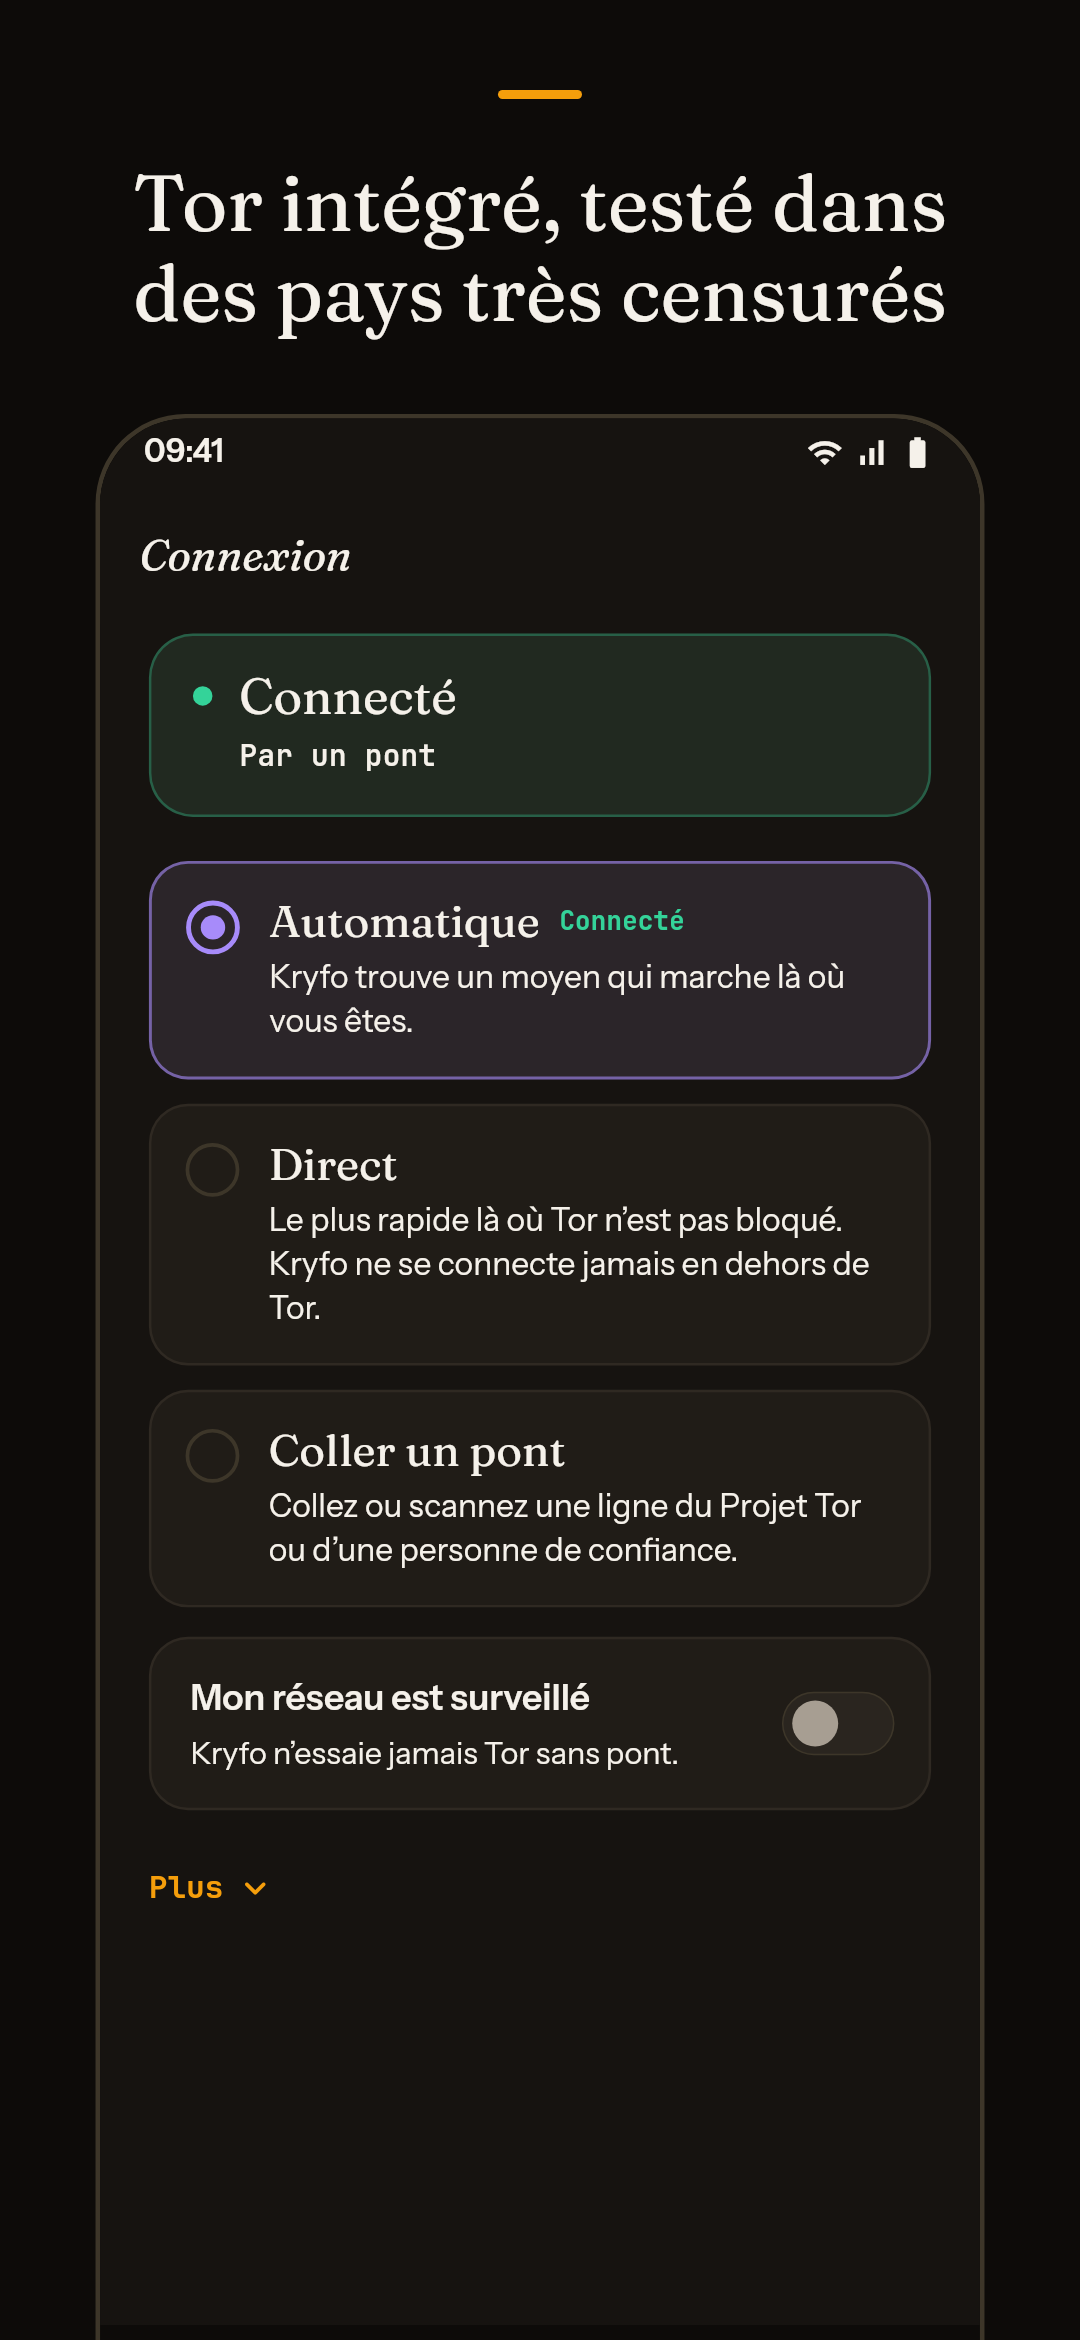 Tor intégré, testé dans
des pays très censurés
09:41
Connexion
Connecté
Par un pont
Automatique Connecté
Kryfo trouve un moyen qui marche là où
vous êtes.
Direct
Le plus rapide là où Tor n’est pas bloqué.
Kryfo ne se connecte jamais en dehors de
Tor.
Coller un pont
Collez ou scannez une ligne du Projet Tor
ou d’une personne de confiance.
Mon réseau est surveillé
Kryfo n’essaie jamais Tor sans pont.
Plus